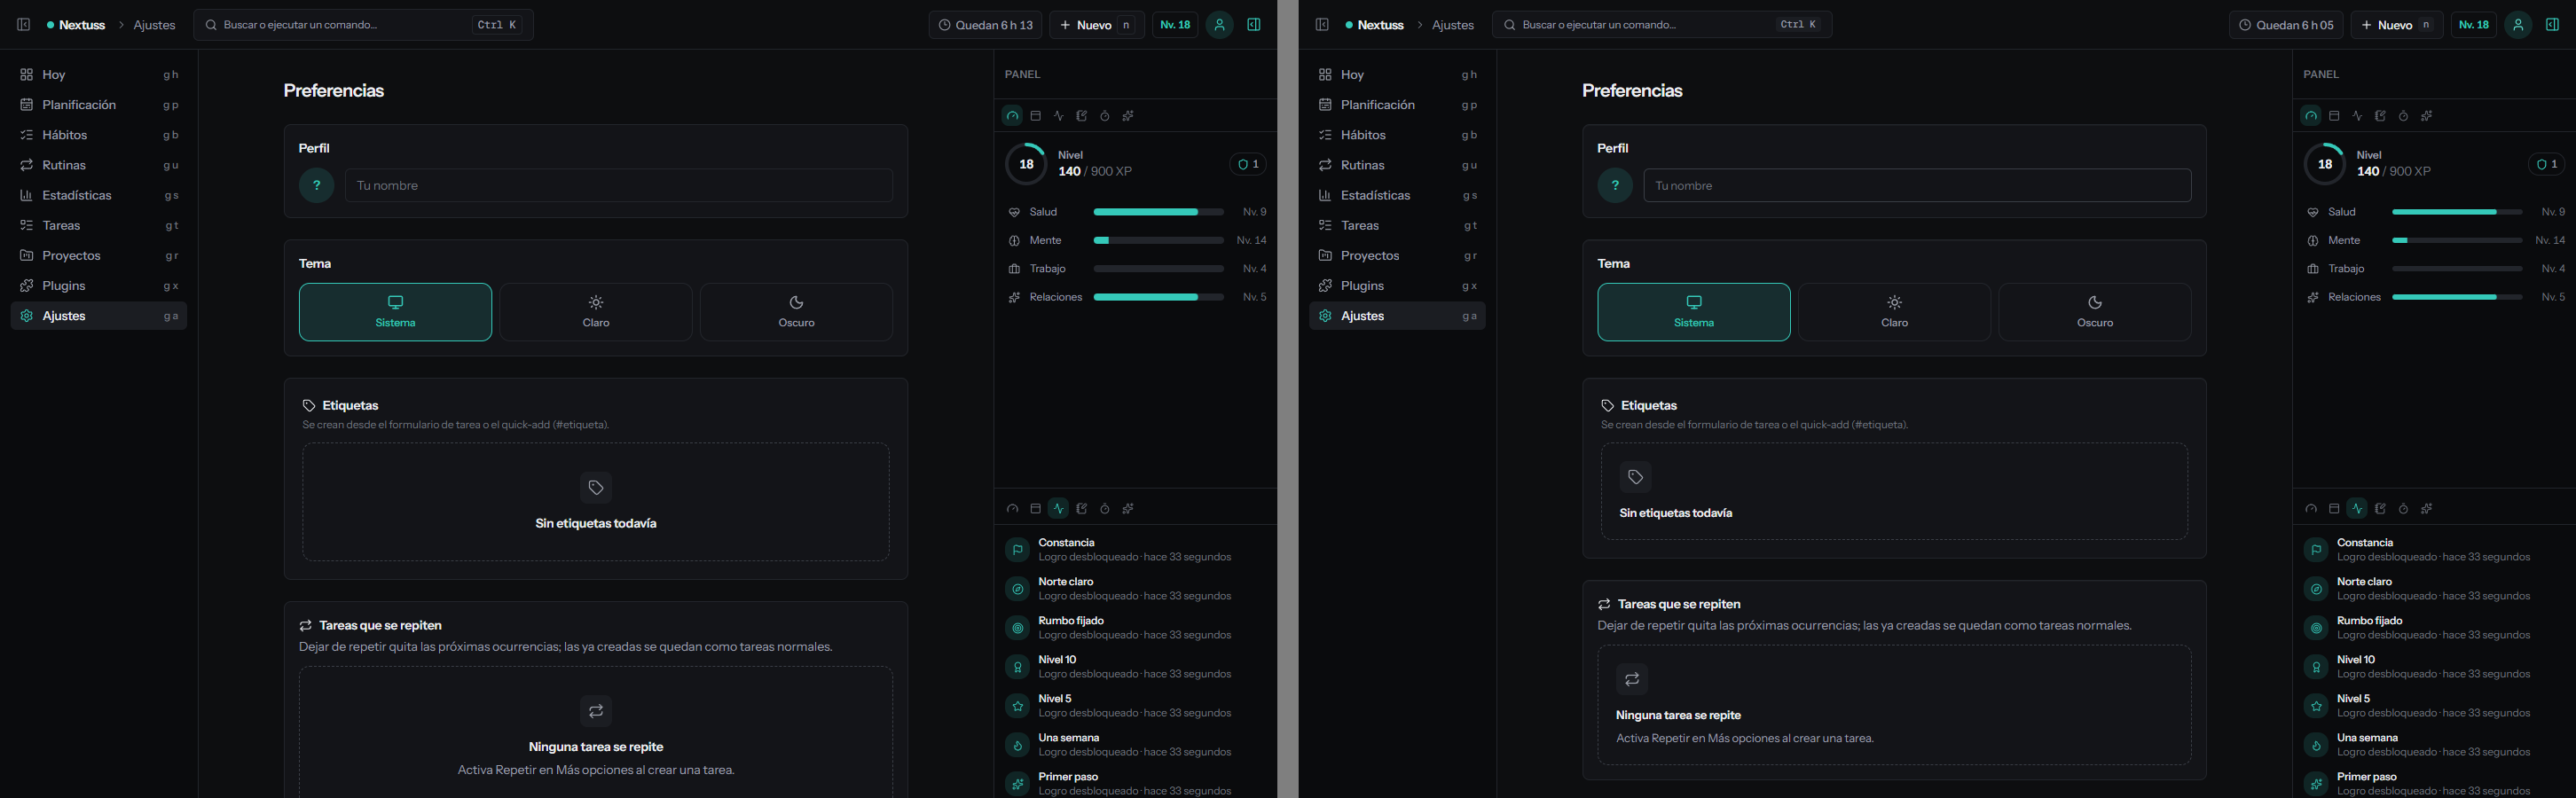 Nextuss > Ajustes
Buscar o ejecutar un comando... Ctrl K
Quedan 6 h 13
+ Nuevo n
Nv. 18
Hoy g h
Planificación g p
Hábitos g b
Rutinas g u
Estadísticas g s
Tareas g t
Proyectos g r
Plugins g x
Ajustes g a
Preferencias
Perfil
?
Tu nombre
Tema
Sistema
Claro
Oscuro
Etiquetas
Se crean desde el formulario de tarea o el quick-add (#etiqueta).
Sin etiquetas todavía
Tareas que se repiten
Dejar de repetir quita las próximas ocurrencias; las ya creadas se quedan como tareas normales.
Ninguna tarea se repite
Activa Repetir en Más opciones al crear una tarea.
PANEL
18
Nivel
140 / 900 XP
1
Salud Nv. 9
Mente Nv. 14
Trabajo Nv. 4
Relaciones Nv. 5
Constancia
Logro desbloqueado · hace 33 segundos
Norte claro
Logro desbloqueado · hace 33 segundos
Rumbo fijado
Logro desbloqueado · hace 33 segundos
Nivel 10
Logro desbloqueado · hace 33 segundos
Nivel 5
Logro desbloqueado · hace 33 segundos
Una semana
Logro desbloqueado · hace 33 segundos
Primer paso
Logro desbloqueado · hace 33 segundos
Nextuss > Ajustes
Buscar o ejecutar un comando... Ctrl K
Quedan 6 h 05
+ Nuevo n
Nv. 18
Hoy g h
Planificación g p
Hábitos g b
Rutinas g u
Estadísticas g s
Tareas g t
Proyectos g r
Plugins g x
Ajustes g a
Preferencias
Perfil
?
Tu nombre
Tema
Sistema
Claro
Oscuro
Etiquetas
Se crean desde el formulario de tarea o el quick-add (#etiqueta).
Sin etiquetas todavía
Tareas que se repiten
Dejar de repetir quita las próximas ocurrencias; las ya creadas se quedan como tareas normales.
Ninguna tarea se repite
Activa Repetir en Más opciones al crear una tarea.
PANEL
18
Nivel
140 / 900 XP
1
Salud Nv. 9
Mente Nv. 14
Trabajo Nv. 4
Relaciones Nv. 5
Constancia
Logro desbloqueado · hace 33 segundos
Norte claro
Logro desbloqueado · hace 33 segundos
Rumbo fijado
Logro desbloqueado · hace 33 segundos
Nivel 10
Logro desbloqueado · hace 33 segundos
Nivel 5
Logro desbloqueado · hace 33 segundos
Una semana
Logro desbloqueado · hace 33 segundos
Primer paso
Logro desbloqueado · hace 33 segundos